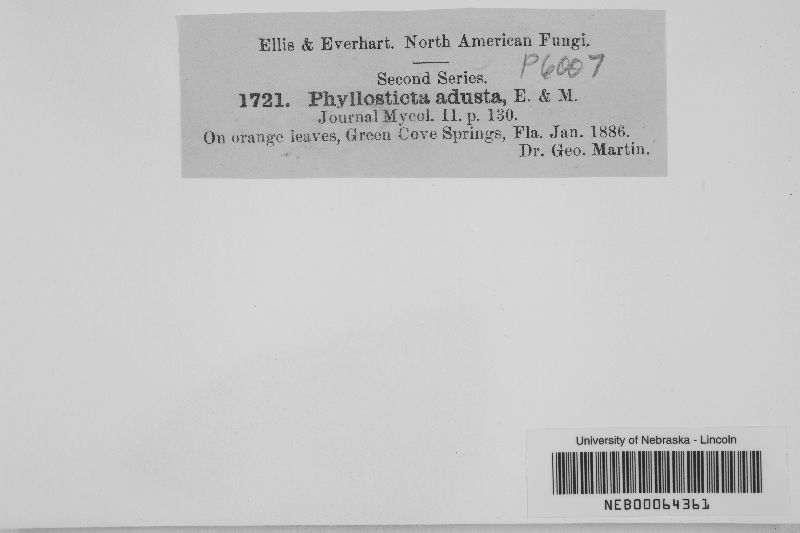 Ellis & Everhart. North American Fungi.
P6007
Second Series.
1721. Phyllosticta adusta, E. & M.
Journal Mycol. II. p. 130.
On orange leaves, Green Cove Springs, Fla. Jan. 1886.
Dr. Geo. Martin.
University of Nebraska - Lincoln
NEB00064361